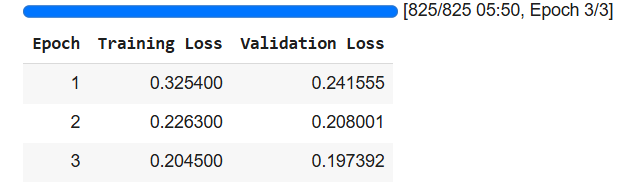 [825/825 05:50, Epoch 3/3]
Epoch Training Loss Validation Loss
1 0.325400 0.241555
2 0.226300 0.208001
3 0.204500 0.197392